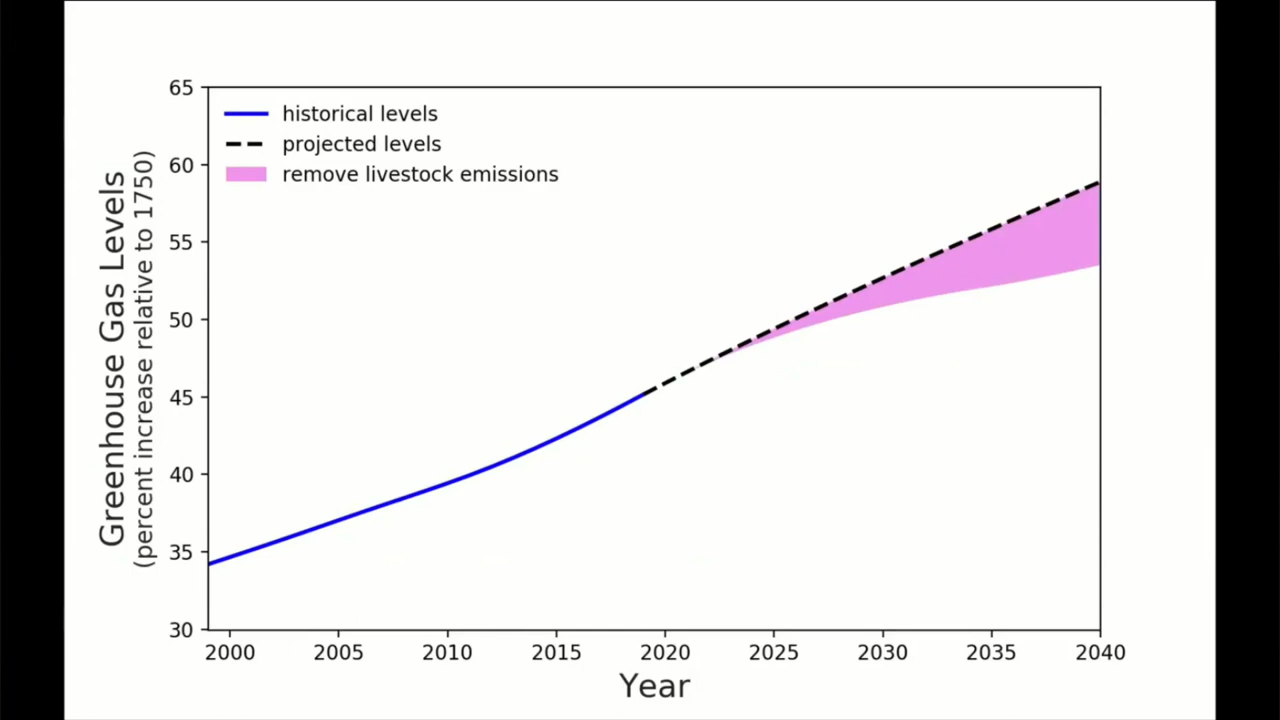 65
60
55
50
45
40
35
30
historical levels
projected levels
remove livestock emissions
Greenhouse Gas Levels
(percent increase relative to 1750)
2000 2005 2010 2015 2020 2025 2030 2035 2040
Year